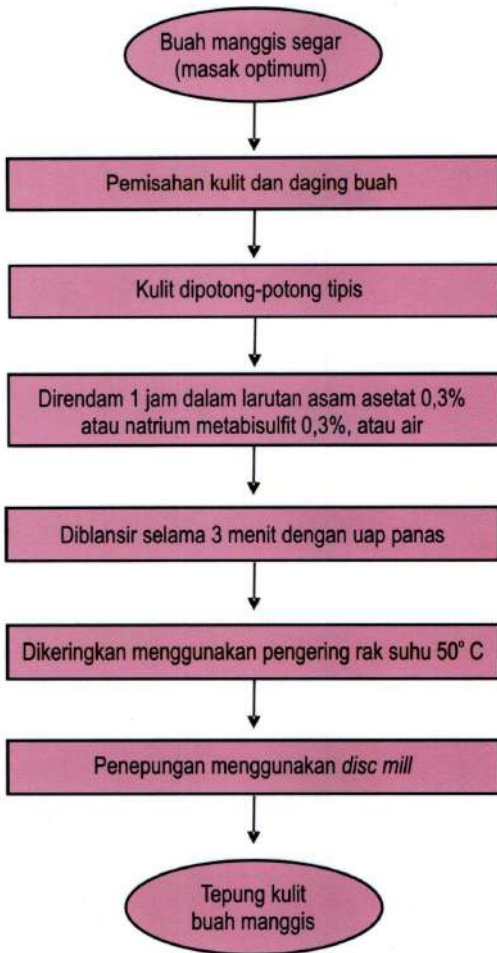 Buah manggis segar
(masak optimum)
Pemisahan kulit dan daging buah
Kulit dipotong-potong tipis
Direndam 1 jam dalam larutan asam asetat 0,3%
atau natrium metabisulfit 0,3%, atau air
Diblansir selama 3 menit dengan uap panas
Dikeringkan menggunakan pengering rak suhu 50° C
Penepungan menggunakan disc mill
Tepung kulit
buah manggis